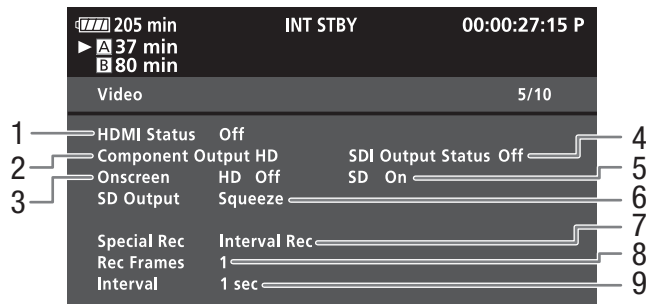 205 min INT STBY 00:00:27:15 P
A 37 min
B 80 min
Video 5/10
1 HDMI Status Off
2 Component Output HD SDI Output Status Off 4
3 Onscreen HD Off SD On 5
SD Output Squeeze 6
Special Rec Interval Rec 7
Rec Frames 1 8
Interval 1 sec 9